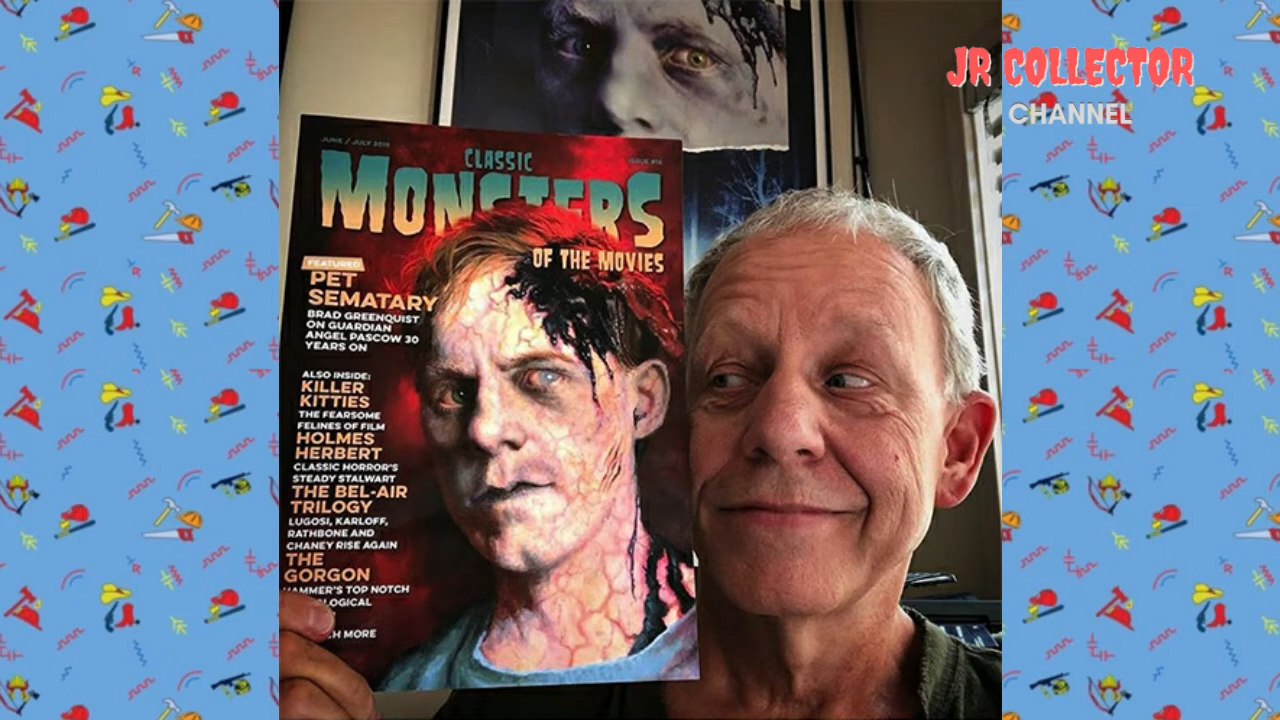 JR COLLECTOR
CHANNEL
JUNE / JULY 2019
ISSUE #16
CLASSIC
MONSTERS
OF THE MOVIES
FEATURED
PET
SEMATARY
BRAD GREENQUIST
ON GUARDIAN
ANGEL PASCOW 30
YEARS ON
ALSO INSIDE:
KILLER
KITTIES
THE FEARSOME
FELINES OF FILM
HOLMES
HERBERT
CLASSIC HORROR'S
STEADY STALWART
THE BEL-AIR
TRILOGY
LUGOSI, KARLOFF,
RATHBONE AND
CHANEY RISE AGAIN
THE
GORGON
HAMMER'S TOP NOTCH
MORE